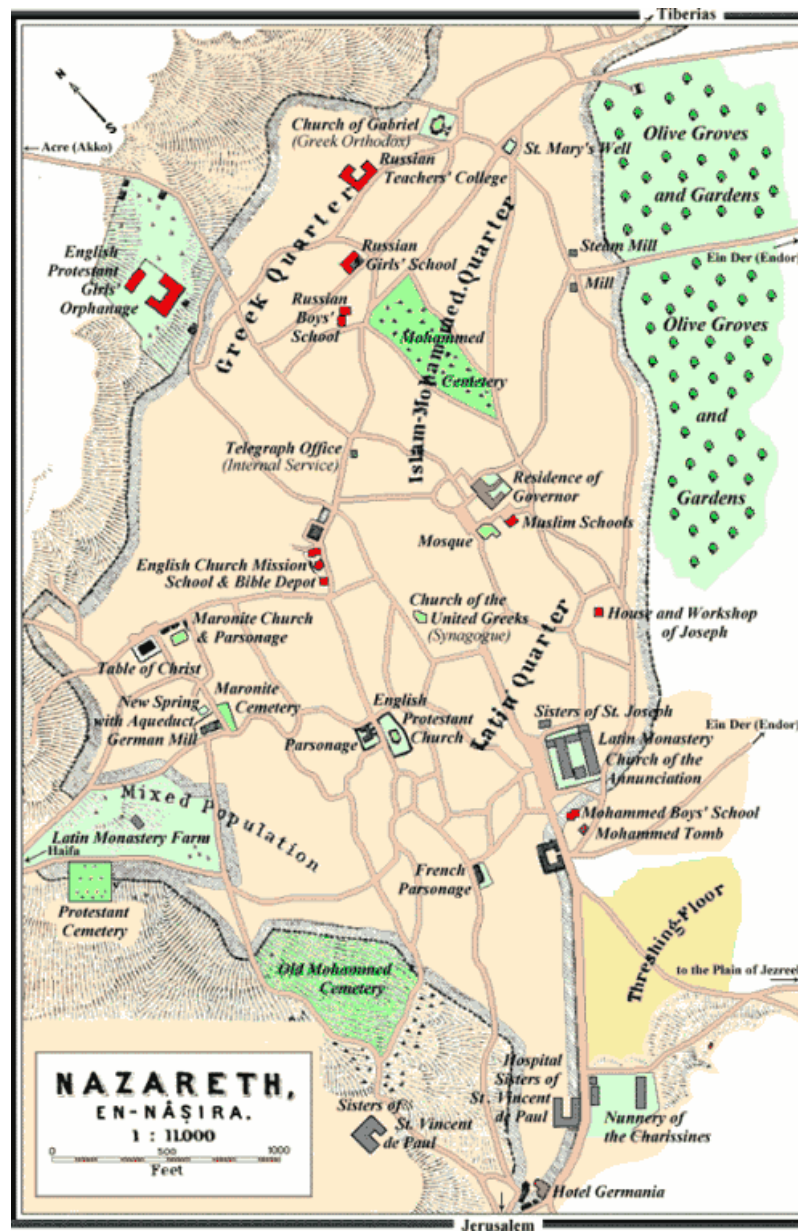 Tiberias
N
S
Acre (Akko)
Church of Gabriel
(Greek Orthodox)
St. Mary's Well
Olive Groves
and Gardens
Russian
Teachers' College
Greek Quarter
English
Protestant
Girls'
Orphanage
Russian
Girls' School
Islam-Mohammed.Quarter
Steam Mill
Ein Der (Endor)
Mill
Russian
Boys'
School
Mohammed
Cemetery
Olive Groves
and
Gardens
Telegraph Office
(Internal Service)
Residence of
Governor
Muslim Schools
Mosque
English Church Mission
School & Bible Depot
Church of the
United Greeks
(Synagogue)
House and Workshop
of Joseph
Maronite Church
& Parsonage
Table of Christ
Latin Quarter
Maronite
Cemetery
New Spring
with Aqueduct
German Mill
English
Protestant
Church
Parsonage
Sisters of St. Joseph
Ein Der (Endor)
Latin Monastery
Church of the
Annunciation
Mixed population
Mohammed Boys' School
Mohammed Tomb
Latin Monastery Farm
Haifa
French
Parsonage
Protestant
Cemetery
Threshing-Floor
Old Mohammed
Cemetery
to the Plain of Jezreel
NAZARETH,
EN-NÂṢIRA.
1 : 11.000
0 500 1000
Feet
Hospital
Sisters of
St . Vincent
de Paul
Sisters of
St. Vincent
de Paul
Nunnery of
the Charissines
Hotel Germania
Jerusalem